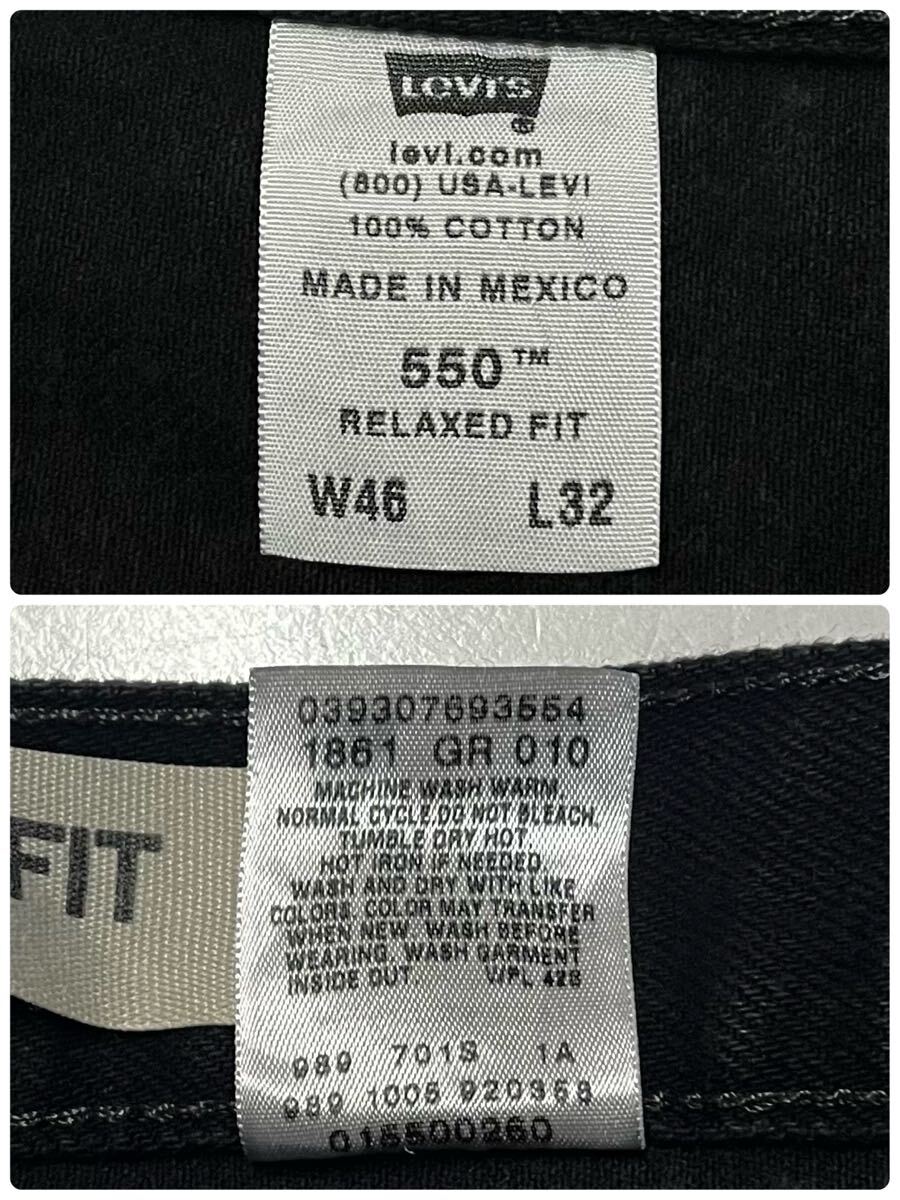 LEVI'S
®
levi.com
(800) USA-LEVI
100% COTTON
MADE IN MEXICO
550™
RELAXED FIT
W46 L32
039307693554
1861 GR 010
MACHINE WASH WARM,
NORMAL CYCLE DO NOT BLEACH.
TUMBLE DRY HOT.
HOT IRON IF NEEDED.
WASH AND DRY WITH LIKE
COLORS. COLOR MAY TRANSFER
WHEN NEW. WASH BEFORE
WEARING. WASH GARMENT
INSIDE OUT. WPL 423
FIT
989 701S 1A
989 1005 920358
015500260